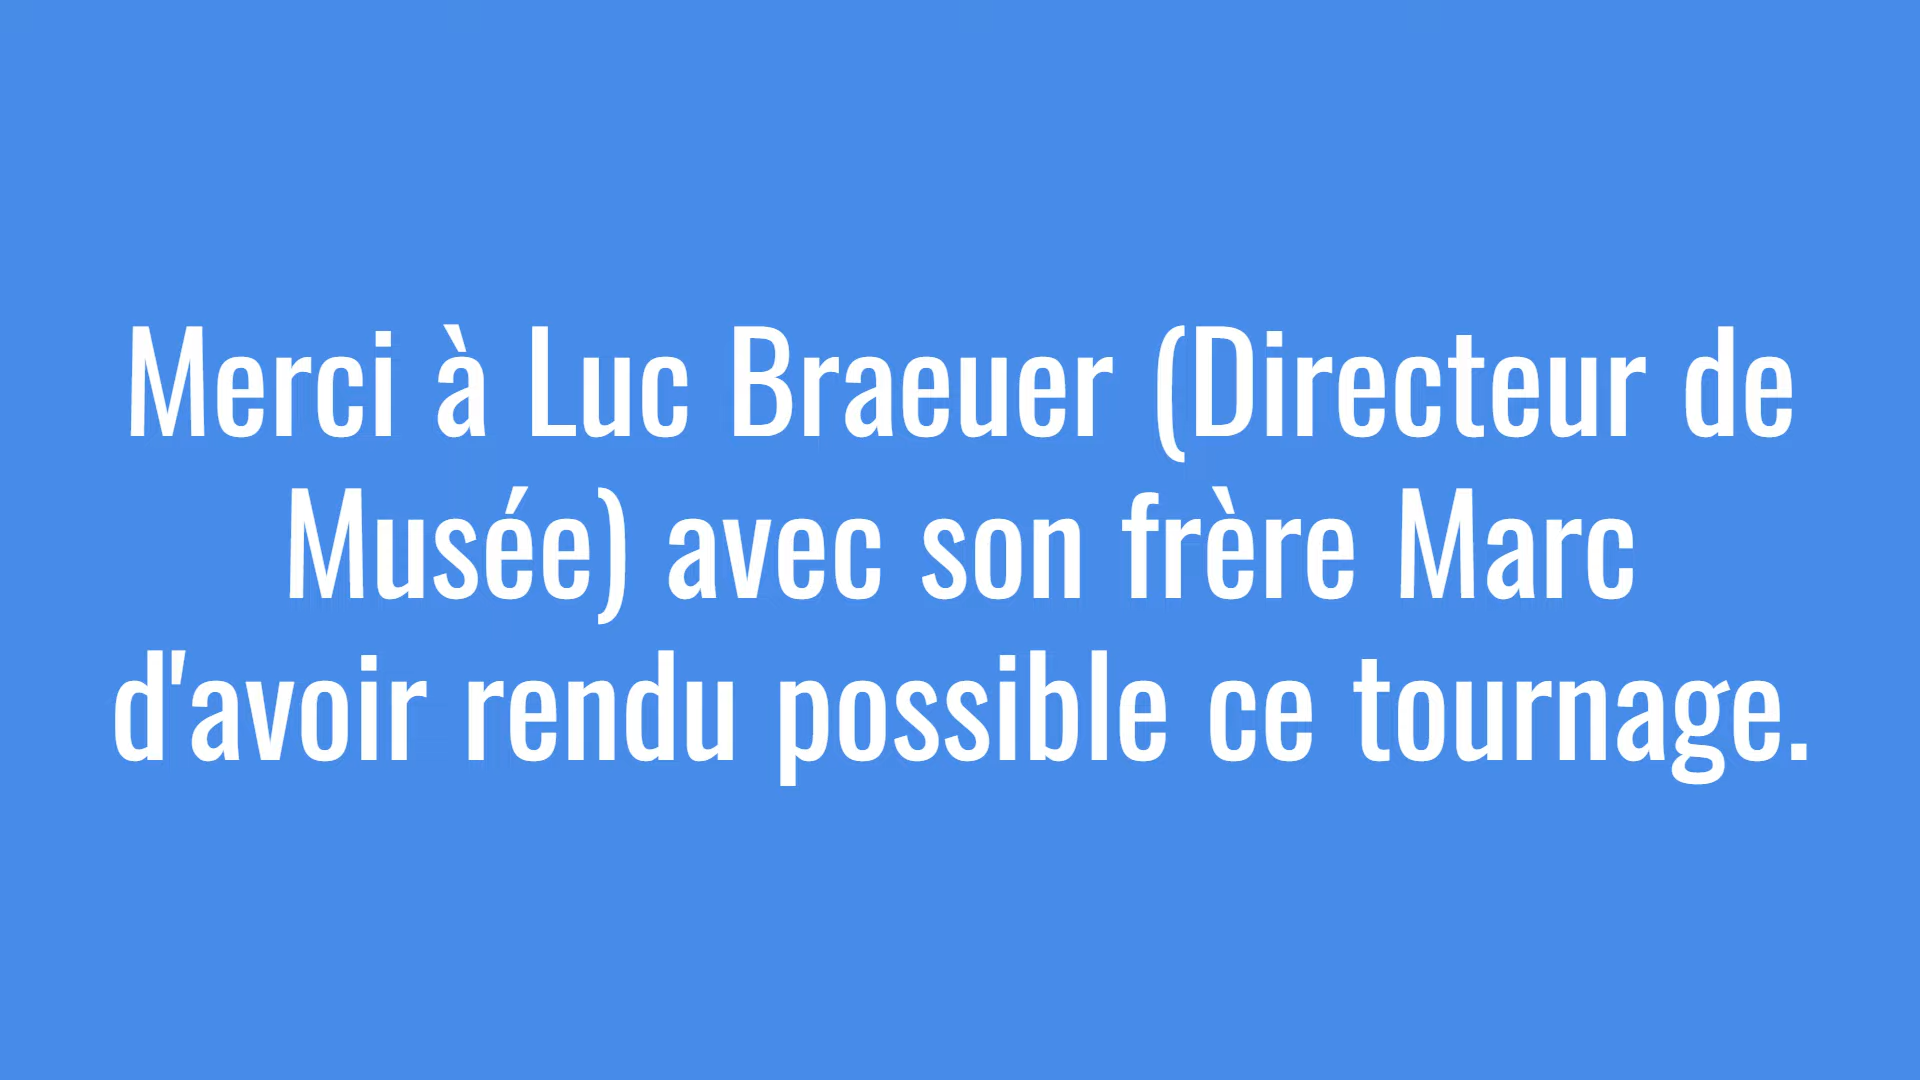 Merci à Luc Braeuer (Directeur de
Musée) avec son frère Marc
d'avoir rendu possible ce tournage.